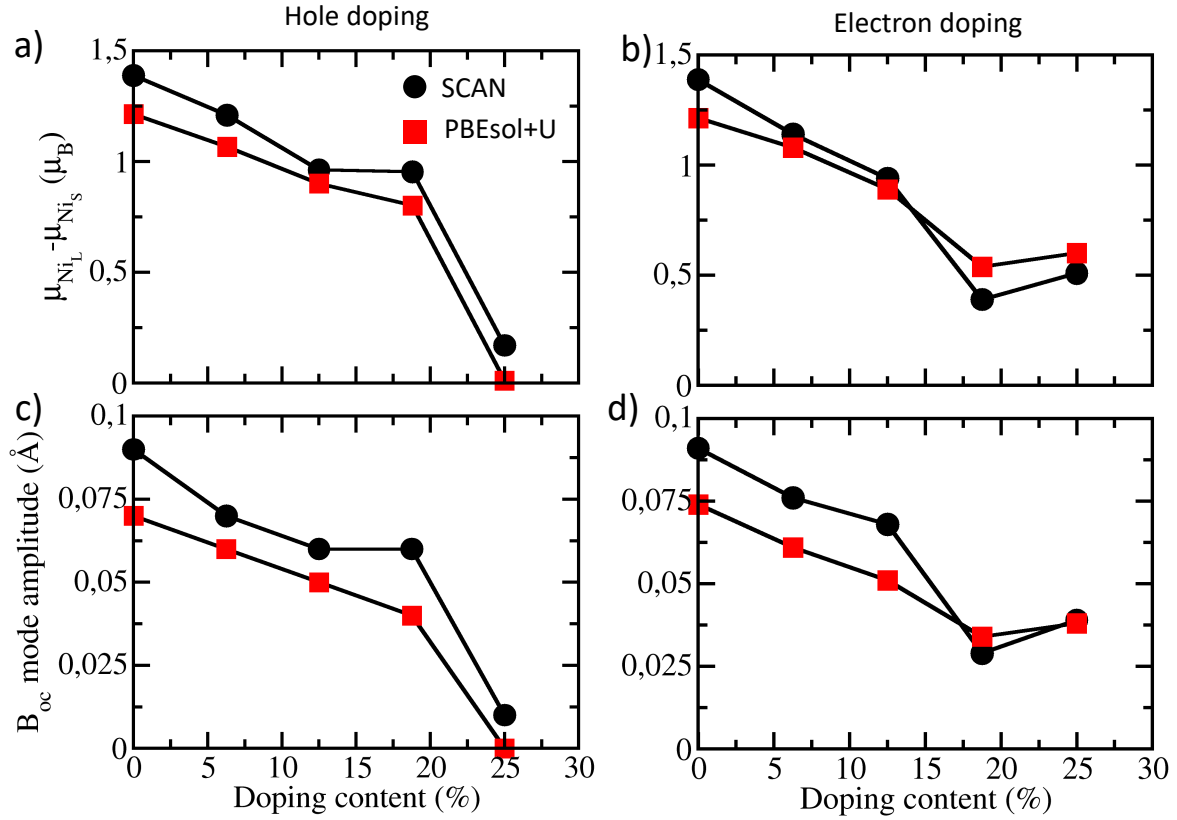 Hole doping
Electron doping
a)
b)
1,5
1
0,5
0
μNiL-μNiS (μB)
SCAN
PBEsol+U
1,5
1
0,5
0
c)
d)
0,1
0,075
0,05
0,025
0
Boc mode amplitude (Å)
0 5 10 15 20 25 30
Doping content (%)
0,1
0,075
0,05
0,025
0
0 5 10 15 20 25 30
Doping content (%)